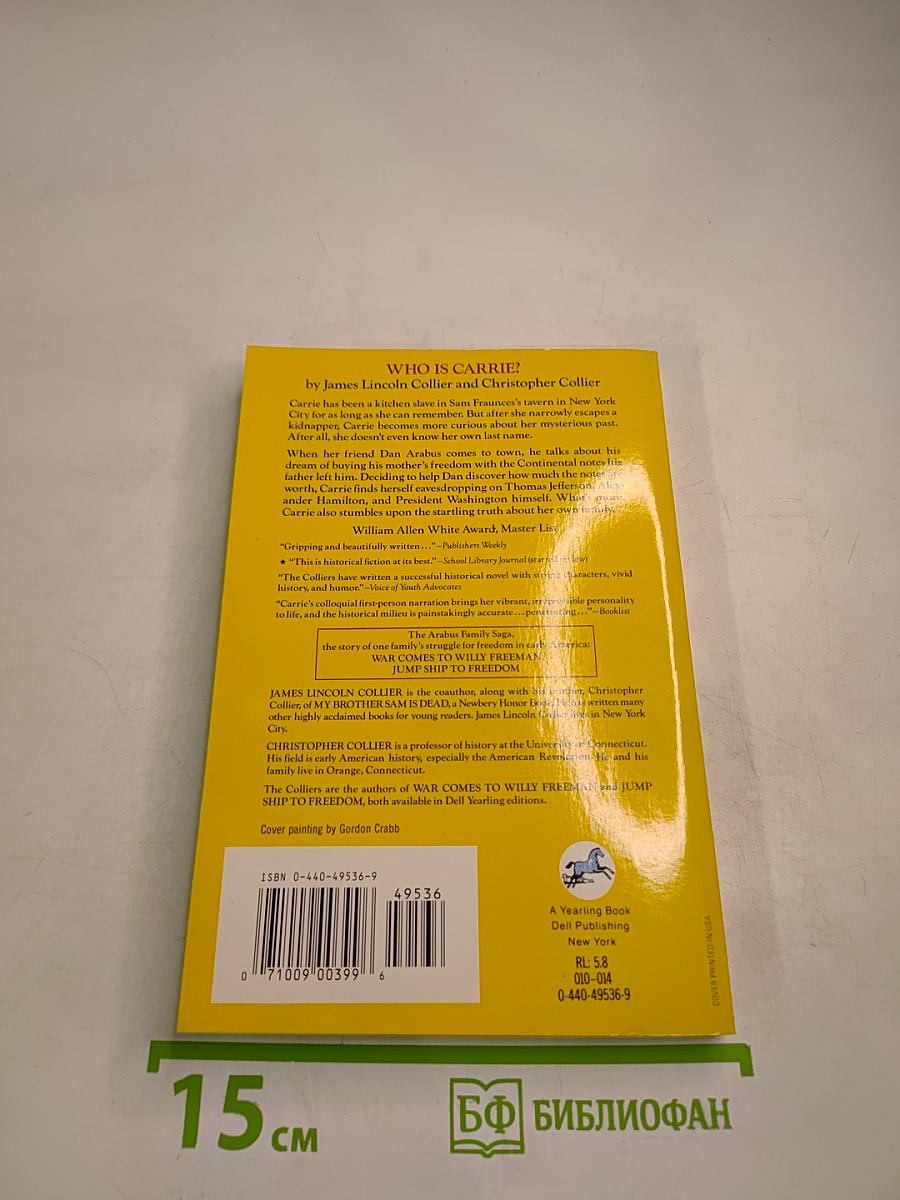 WHO IS CARRIE?
by James Lincoln Collier and Christopher Collier
Carrie has been a kitchen slave in Sam Fraunces's tavern in New York
City for as long as she can remember. But after she narrowly escapes a
kidnapper, Carrie becomes more curious about her mysterious past.
After all, she doesn't even know her own last name.
When her friend Dan Arabus comes to town, he talks about his
dream of buying his mother's freedom with the Continental notes his
father left him. Deciding to help Dan discover how much the notes are
worth, Carrie finds herself eavesdropping on Thomas Jefferson, Alex-
ander Hamilton, and President Washington himself. What's more,
Carrie also stumbles upon the startling truth about her own family.
William Allen White Award, Master List
"Gripping and beautifully written..."—Publishers Weekly
★ "This is historical fiction at its best."—School Library Journal (starred review)
"The Colliers have written a successful historical novel with strong characters, vivid
history, and humor."—Voice of Youth Advocates
"Carrie's colloquial first-person narration brings her vibrant, irrepressible personality
to life, and the historical milieu is painstakingly accurate...penetrating..."—Booklist
The Arabus Family Saga,
the story of one family's struggle for freedom in early America:
WAR COMES TO WILLY FREEMAN
JUMP SHIP TO FREEDOM
JAMES LINCOLN COLLIER is the coauthor, along with his brother, Christopher
Collier, of MY BROTHER SAM IS DEAD, a Newbery Honor Book. He has written many
other highly acclaimed books for young readers. James Lincoln Collier lives in New York
City.
CHRISTOPHER COLLIER is a professor of history at the University of Connecticut.
His field is early American history, especially the American Revolution. He and his
family live in Orange, Connecticut.
The Colliers are the authors of WAR COMES TO WILLY FREEMAN and JUMP
SHIP TO FREEDOM, both available in Dell Yearling editions.
Cover painting by Gordon Crabb
ISBN 0-440-49536-9
49536
0 71009 00399 6
A Yearling Book
Dell Publishing
New York
RL: 5.8
010-014
0-440-49536-9
COVER PRINTED IN USA
15 см
БФ БИБЛИОФАН